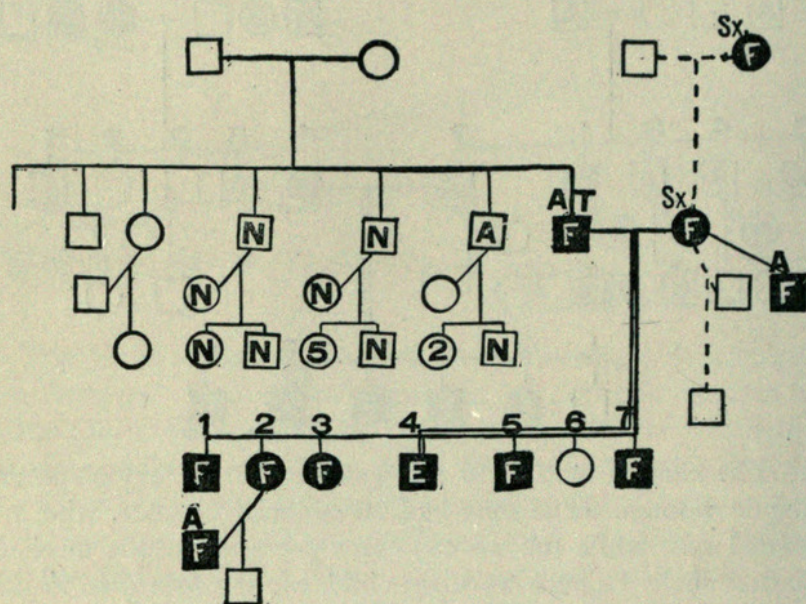 Sx.
F
A T
Sx.
F N N A F A
N N F
N N 5 N 2 N
1 2 3 4 5 6 7
F F F E F F
A
F